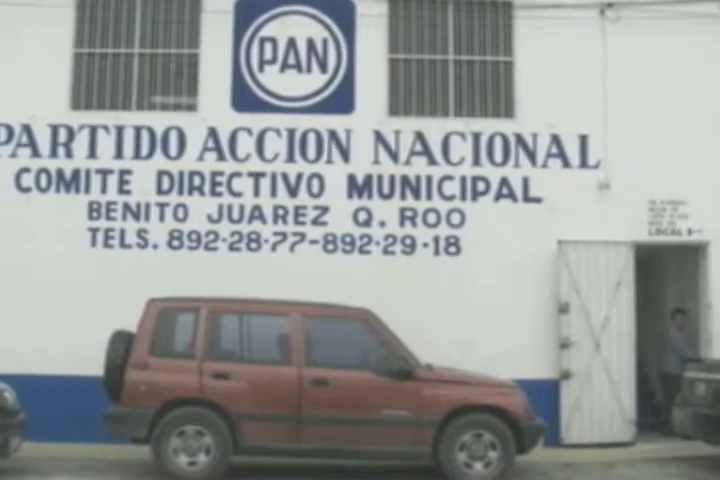 PAN
PARTIDO ACCION NACIONAL
COMITE DIRECTIVO MUNICIPAL
BENITO JUAREZ Q. ROO
TELS. 892-28-77-892-29-18
LOCAL